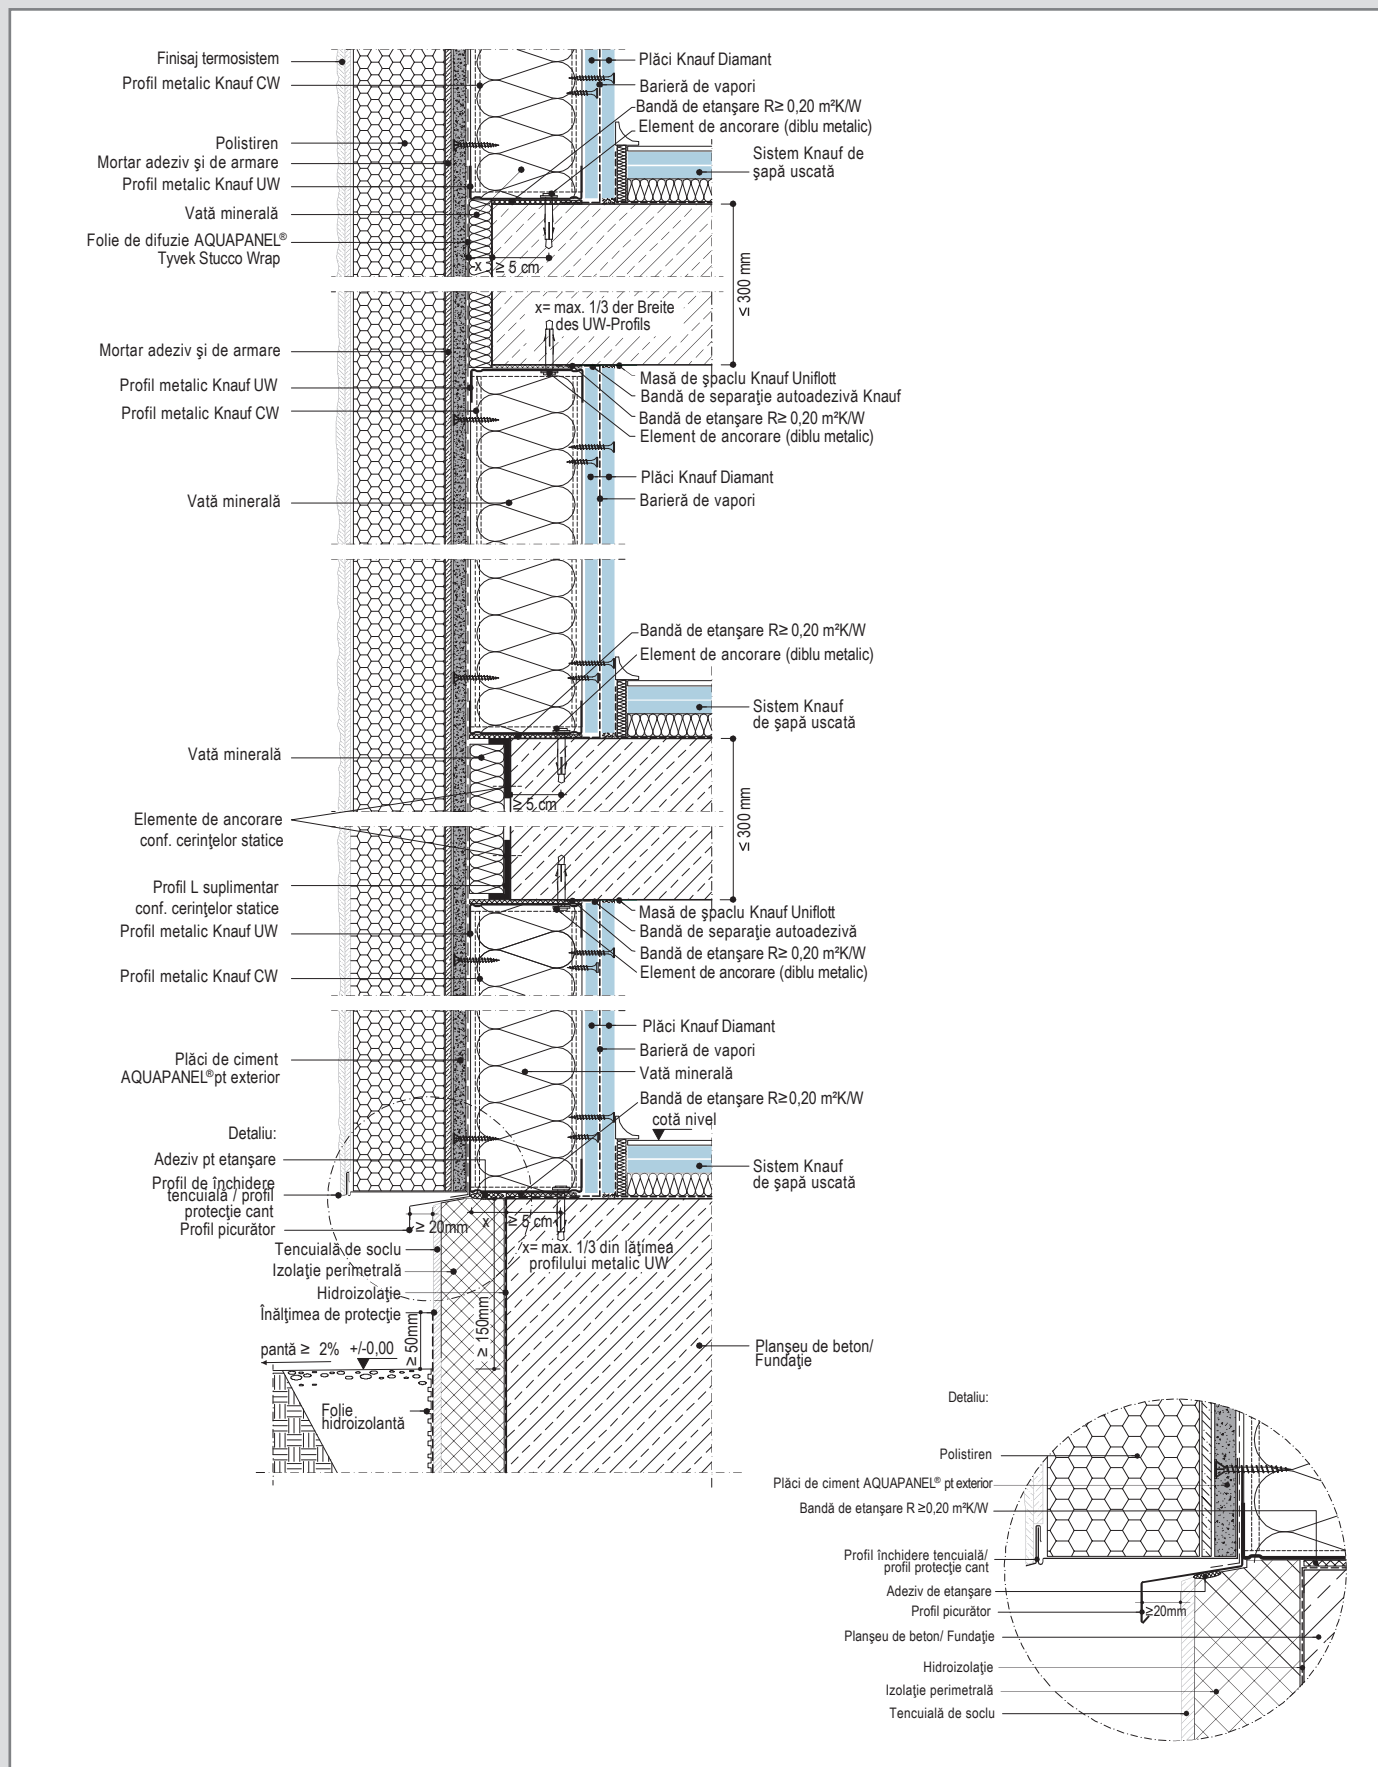 Finisaj termosistem
Profil metalic Knauf CW
Polistiren
Mortar adeziv şi de armare
Profil metalic Knauf UW
Vată minerală
Folie de difuzie AQUAPANEL®
Tyvek Stucco Wrap
Plăci Knauf Diamant
Barieră de vapori
Bandă de etanşare R≥ 0,20 m²K/W
Element de ancorare (diblu metalic)
Sistem Knauf de
şapă uscată
x ≥ 5 cm
≤ 300 mm
x= max. 1/3 der Breite
des UW-Profils
Mortar adeziv şi de armare
Profil metalic Knauf UW
Profil metalic Knauf CW
Vată minerală
Masă de şpaclu Knauf Uniflott
Bandă de separaţie autoadezivă Knauf
Bandă de etanşare R≥ 0,20 m²K/W
Element de ancorare (diblu metalic)
Plăci Knauf Diamant
Barieră de vapori
Bandă de etanşare R≥ 0,20 m²K/W
Element de ancorare (diblu metalic)
Sistem Knauf
de şapă uscată
Vată minerală
≥ 5 cm
≤ 300 mm
Elemente de ancorare
conf. cerinţelor statice
Profil L suplimentar
conf. cerinţelor statice
Profil metalic Knauf UW
Profil metalic Knauf CW
Masă de şpaclu Knauf Uniflott
Bandă de separaţie autoadezivă
Bandă de etanşare R≥ 0,20 m²K/W
Element de ancorare (diblu metalic)
Plăci Knauf Diamant
Barieră de vapori
Vată minerală
Bandă de etanşare R≥0,20 m²K/W
cotă nivel
Sistem Knauf
de şapă uscată
Plăci de ciment
AQUAPANEL® pt exterior
Detaliu:
Adeziv pt etanşare
Profil de închidere
tencuială / profil
protecţie cant
Profil picurător
≥ 20mm
x ≥ 5 cm
x= max. 1/3 din lăţimea
profilului metalic UW
Tencuială de soclu
Izolaţie perimetrală
Hidroizolaţie
Înălţimea de protecţie
≥ 50mm
≥ 150mm
pantă ≥ 2% +/-0,00
Folie
hidroizolantă
Planşeu de beton/
Fundaţie
Detaliu:
Polistiren
Plăci de ciment AQUAPANEL® pt exterior
Bandă de etanşare R ≥0,20 m²K/W
Profil închidere tencuială/
profil protecţie cant
Adeziv de etanşare
Profil picurător
≥20mm
Planşeu de beton/ Fundaţie
Hidroizolaţie
Izolaţie perimetrală
Tencuială de soclu